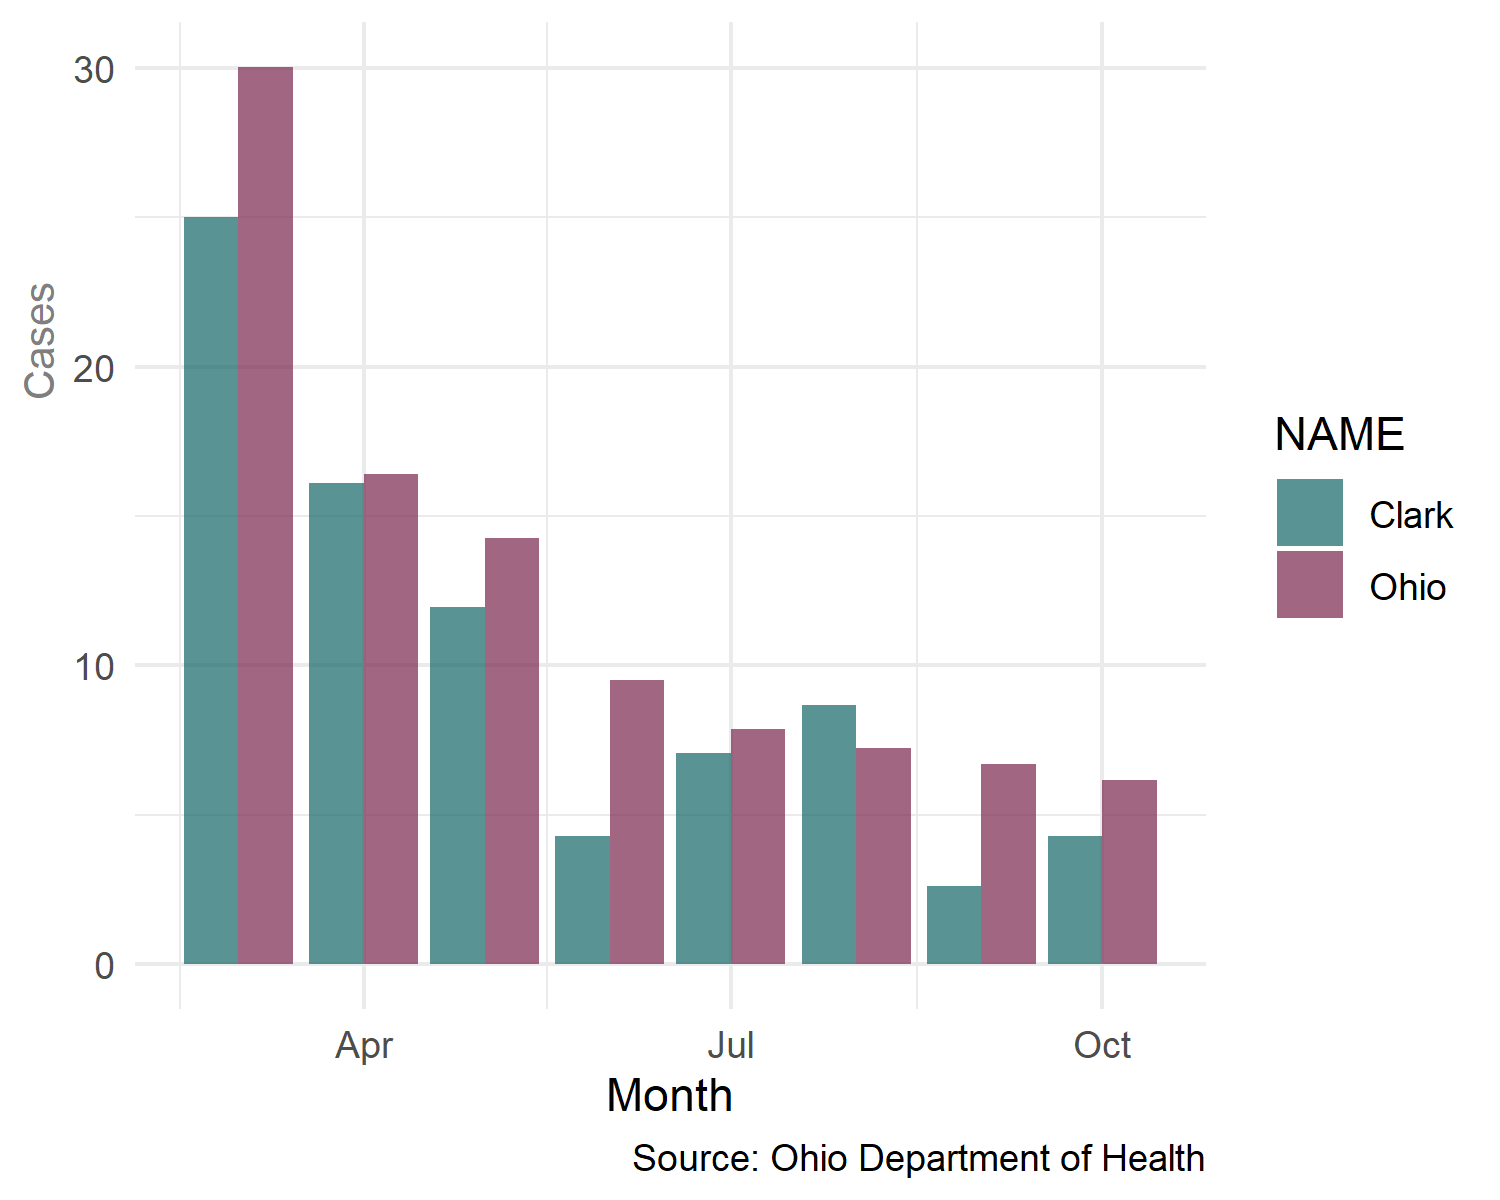 30
20
10
0
Cases
Apr
Jul
Oct
Month
Source: Ohio Department of Health
NAME
Clark
Ohio